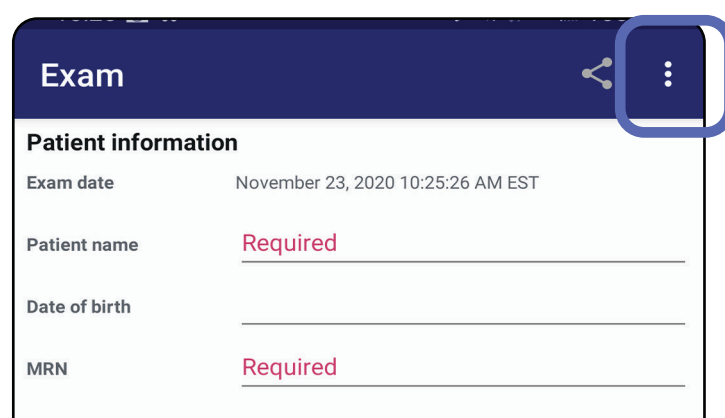 Exam
Patient information
Exam date November 23, 2020 10:25:26 AM EST
Patient name Required
Date of birth
MRN Required